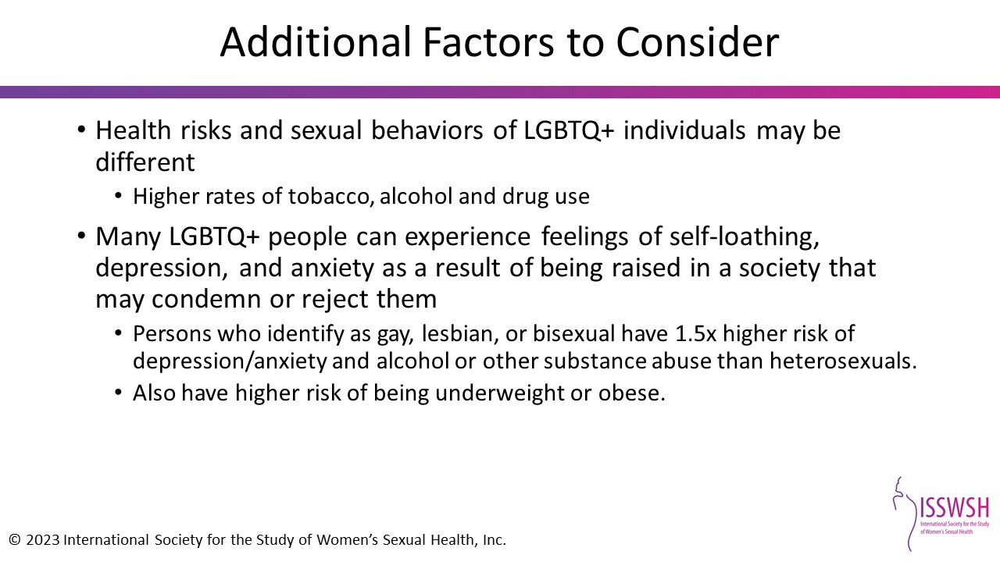 Additional Factors to Consider
• Health risks and sexual behaviors of LGBTQ+ individuals may be
different
• Higher rates of tobacco, alcohol and drug use
• Many LGBTQ+ people can experience feelings of self-loathing,
depression, and anxiety as a result of being raised in a society that
may condemn or reject them
• Persons who identify as gay, lesbian, or bisexual have 1.5x higher risk of
depression/anxiety and alcohol or other substance abuse than heterosexuals.
• Also have higher risk of being underweight or obese.
ISSWSH
International Society for the Study
of Women's Sexual Health
© 2023 International Society for the Study of Women’s Sexual Health, Inc.